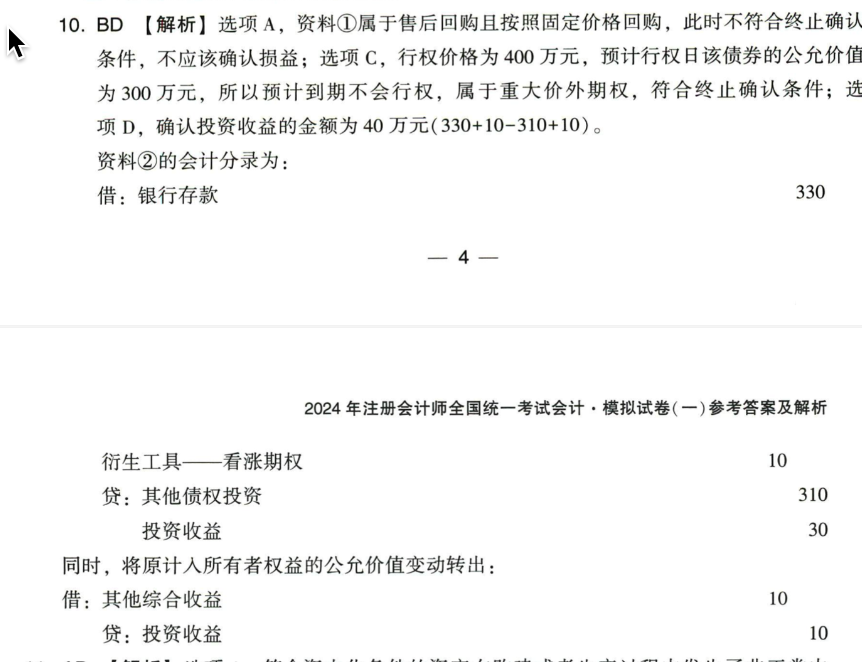 10. BD 【解析】选项 A，资料①属于售后回购且按照固定价格回购，此时不符合终止确认
条件，不应该确认损益；选项 C，行权价格为 400 万元，预计行权日该债券的公允价值
为 300 万元，所以预计到期不会行权，属于重大价外期权，符合终止确认条件；选
项 D，确认投资收益的金额为 40 万元(330+10-310+10)。
资料②的会计分录为：
借：银行存款 330
— 4 —
2024 年注册会计师全国统一考试会计·模拟试卷(一)参考答案及解析
衍生工具——看涨期权 10
贷：其他债权投资 310
投资收益 30
同时，将原计入所有者权益的公允价值变动转出：
借：其他综合收益 10
贷：投资收益 10